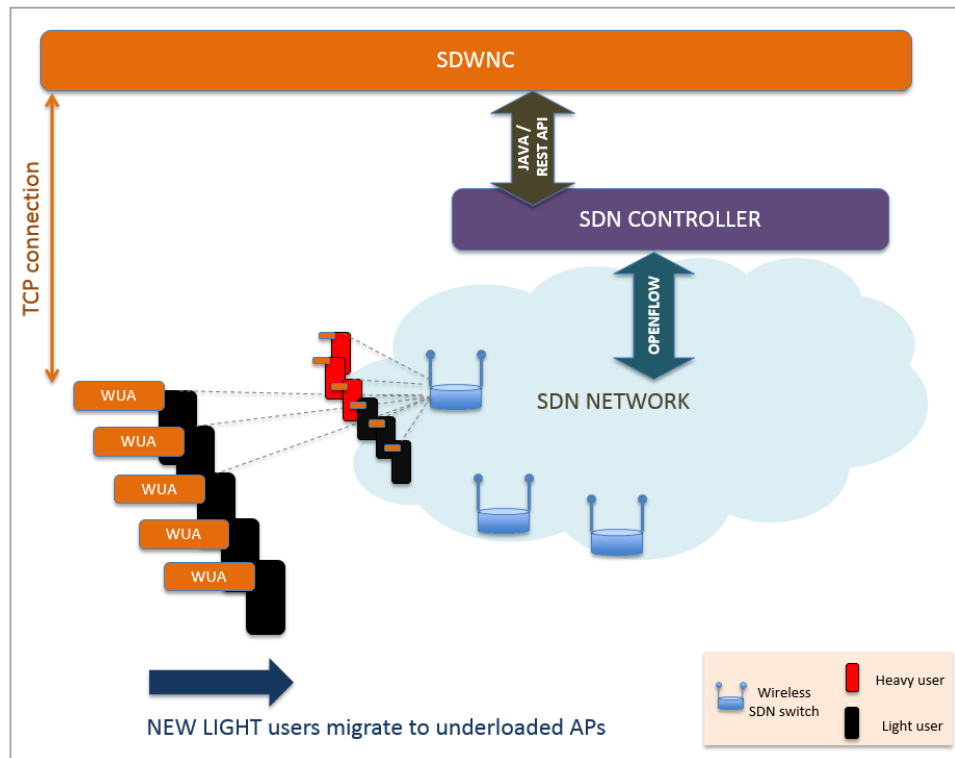 SDWNC
JAVA /
REST API
TCP connection
SDN CONTROLLER
OPENFLOW
SDN NETWORK
WUA
WUA
WUA
WUA
WUA
NEW LIGHT users migrate to underloaded APs
Wireless
SDN switch
Heavy user
Light user